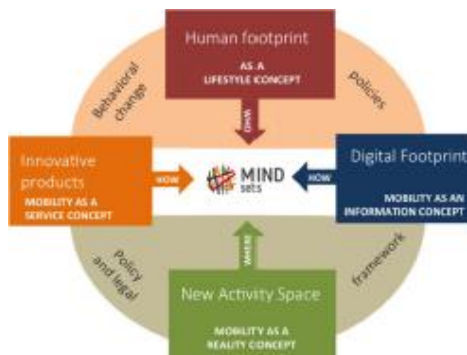 Human footprint
AS A
LIFESTYLE CONCEPT
WHO
Behavioral
change
policies
Innovative
products
MOBILITY AS A
SERVICE CONCEPT
HOW
MIND
sets
HOW
Digital Footprint
MOBILITY AS AN
INFORMATION CONCEPT
Policy
and legal
framework
WHERE
New Activity Space
MOBILITY AS A
REALITY CONCEPT